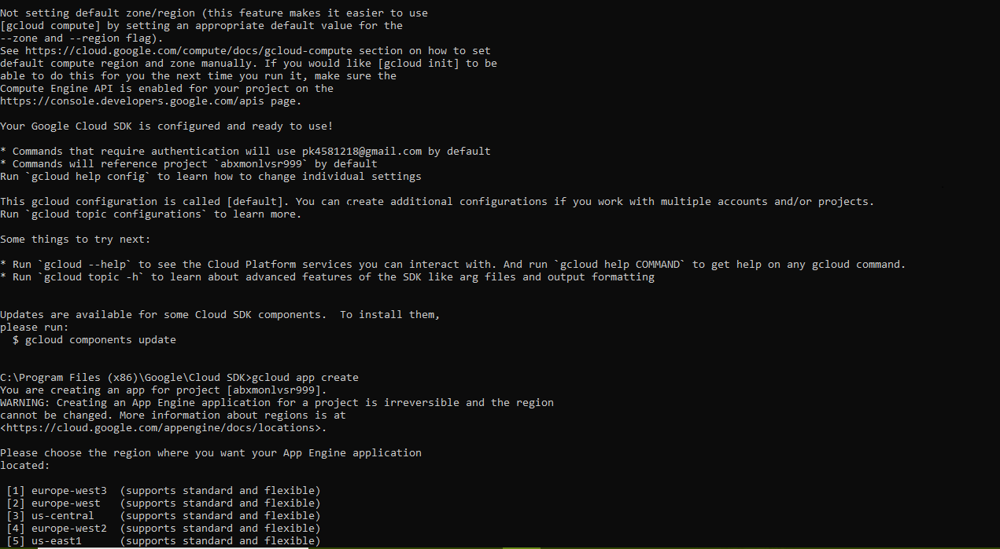 Not setting default zone/region (this feature makes it easier to use
[gcloud compute] by setting an appropriate default value for the
--zone and --region flag).
See https://cloud.google.com/compute/docs/gcloud-compute section on how to set
default compute region and zone manually. If you would like [gcloud init] to be
able to do this for you the next time you run it, make sure the
Compute Engine API is enabled for your project on the
https://console.developers.google.com/apis page.
Your Google Cloud SDK is configured and ready to use!
* Commands that require authentication will use pk4581218@gmail.com by default
* Commands will reference project `abxmonlvsr999` by default
Run `gcloud help config` to learn how to change individual settings
This gcloud configuration is called [default]. You can create additional configurations if you work with multiple accounts and/or projects.
Run `gcloud topic configurations` to learn more.
Some things to try next:
* Run `gcloud --help` to see the Cloud Platform services you can interact with. And run `gcloud help COMMAND` to get help on any gcloud command.
* Run `gcloud topic -h` to learn about advanced features of the SDK like arg files and output formatting
Updates are available for some Cloud SDK components.  To install them,
please run:
  $ gcloud components update
C:\Program Files (x86)\Google\Cloud SDK>gcloud app create
You are creating an app for project [abxmonlvsr999].
WARNING: Creating an App Engine application for a project is irreversible and the region
cannot be changed. More information about regions is at
<https://cloud.google.com/appengine/docs/locations>.
Please choose the region where you want your App Engine application
located:
 [1] europe-west3  (supports standard and flexible)
 [2] europe-west   (supports standard and flexible)
 [3] us-central    (supports standard and flexible)
 [4] europe-west2  (supports standard and flexible)
 [5] us-east1      (supports standard and flexible)